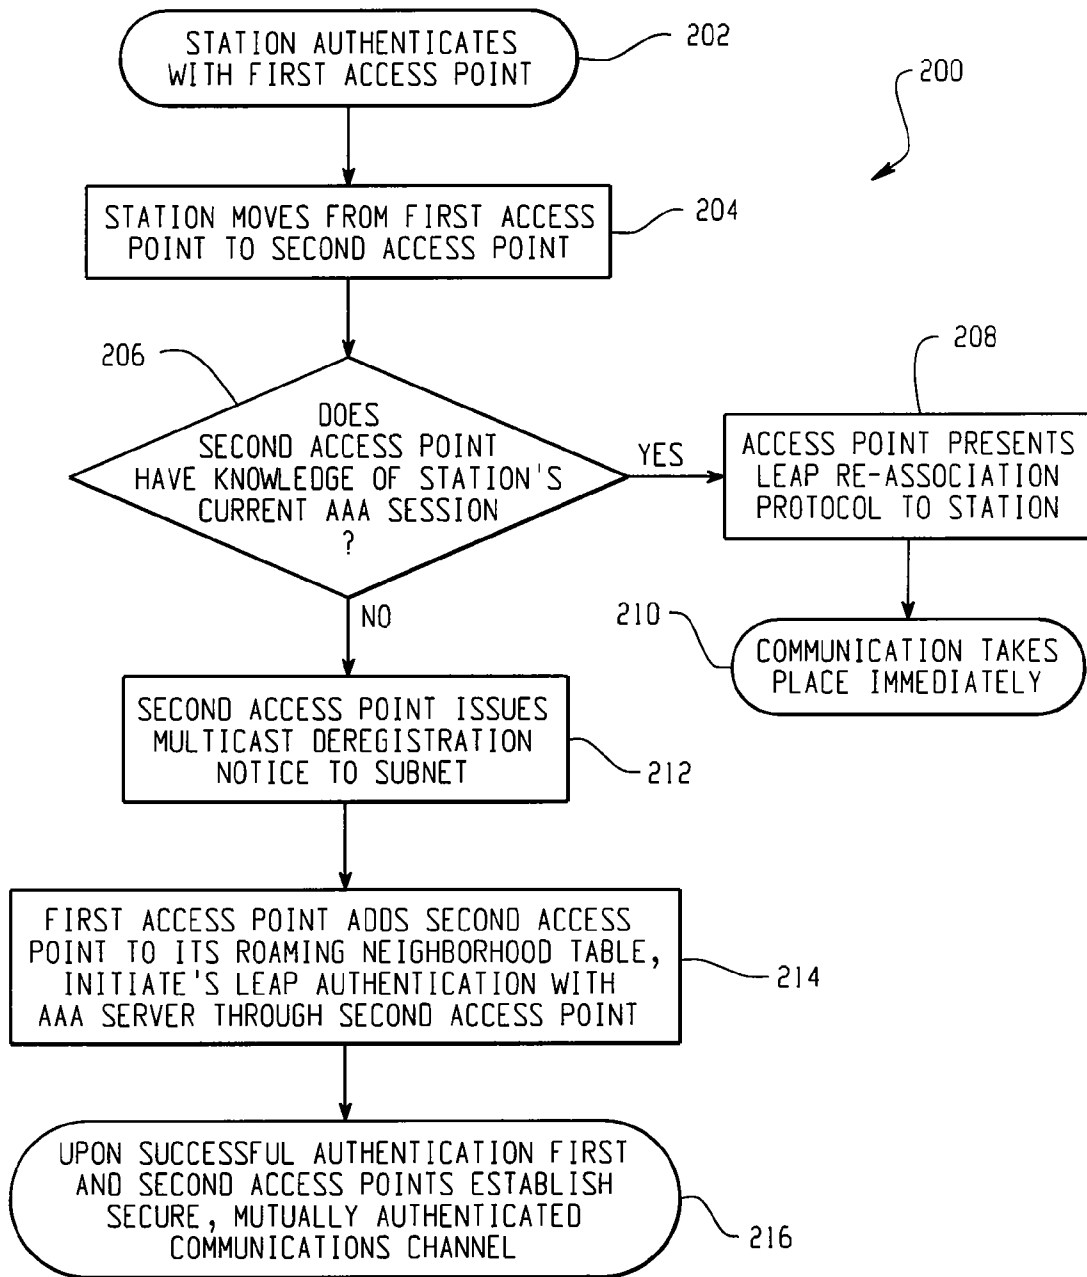 STATION AUTHENTICATES
WITH FIRST ACCESS POINT
202
200
STATION MOVES FROM FIRST ACCESS
POINT TO SECOND ACCESS POINT
204
206
DOES
SECOND ACCESS POINT
HAVE KNOWLEDGE OF STATION'S
CURRENT AAA SESSION
?
YES
208
ACCESS POINT PRESENTS
LEAP RE-ASSOCIATION
PROTOCOL TO STATION
NO
210
COMMUNICATION TAKES
PLACE IMMEDIATELY
SECOND ACCESS POINT ISSUES
MULTICAST DEREGISTRATION
NOTICE TO SUBNET
212
FIRST ACCESS POINT ADDS SECOND ACCESS
POINT TO ITS ROAMING NEIGHBORHOOD TABLE,
INITIATE'S LEAP AUTHENTICATION WITH
AAA SERVER THROUGH SECOND ACCESS POINT
214
UPON SUCCESSFUL AUTHENTICATION FIRST
AND SECOND ACCESS POINTS ESTABLISH
SECURE, MUTUALLY AUTHENTICATED
COMMUNICATIONS CHANNEL
216